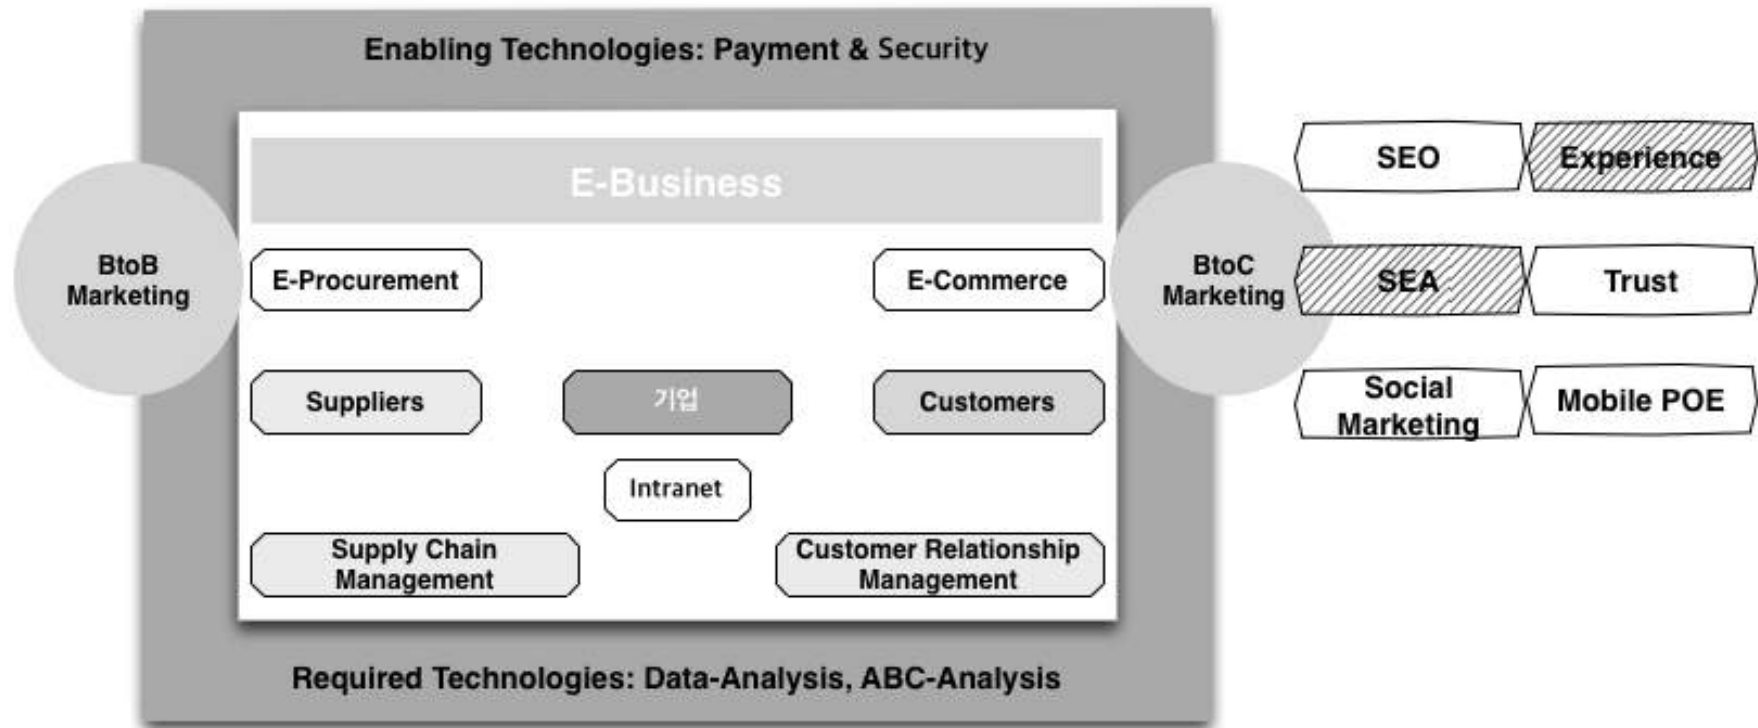 Enabling Technologies: Payment & Security
E-Business
SEO
Experience
BtoB
Marketing
E-Procurement
E-Commerce
BtoC
Marketing
SEA
Trust
Suppliers
기업
Customers
Social
Marketing
Mobile POE
Intranet
Supply Chain
Management
Customer Relationship
Management
Required Technologies: Data-Analysis, ABC-Analysis